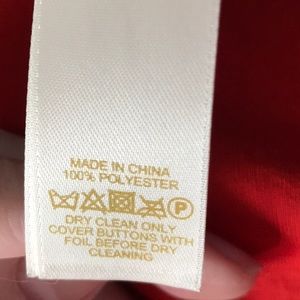 MADE IN CHINA
100% POLYESTER
P
DRY CLEAN ONLY
COVER BUTTONS WITH
FOIL BEFORE DRY
CLEANING